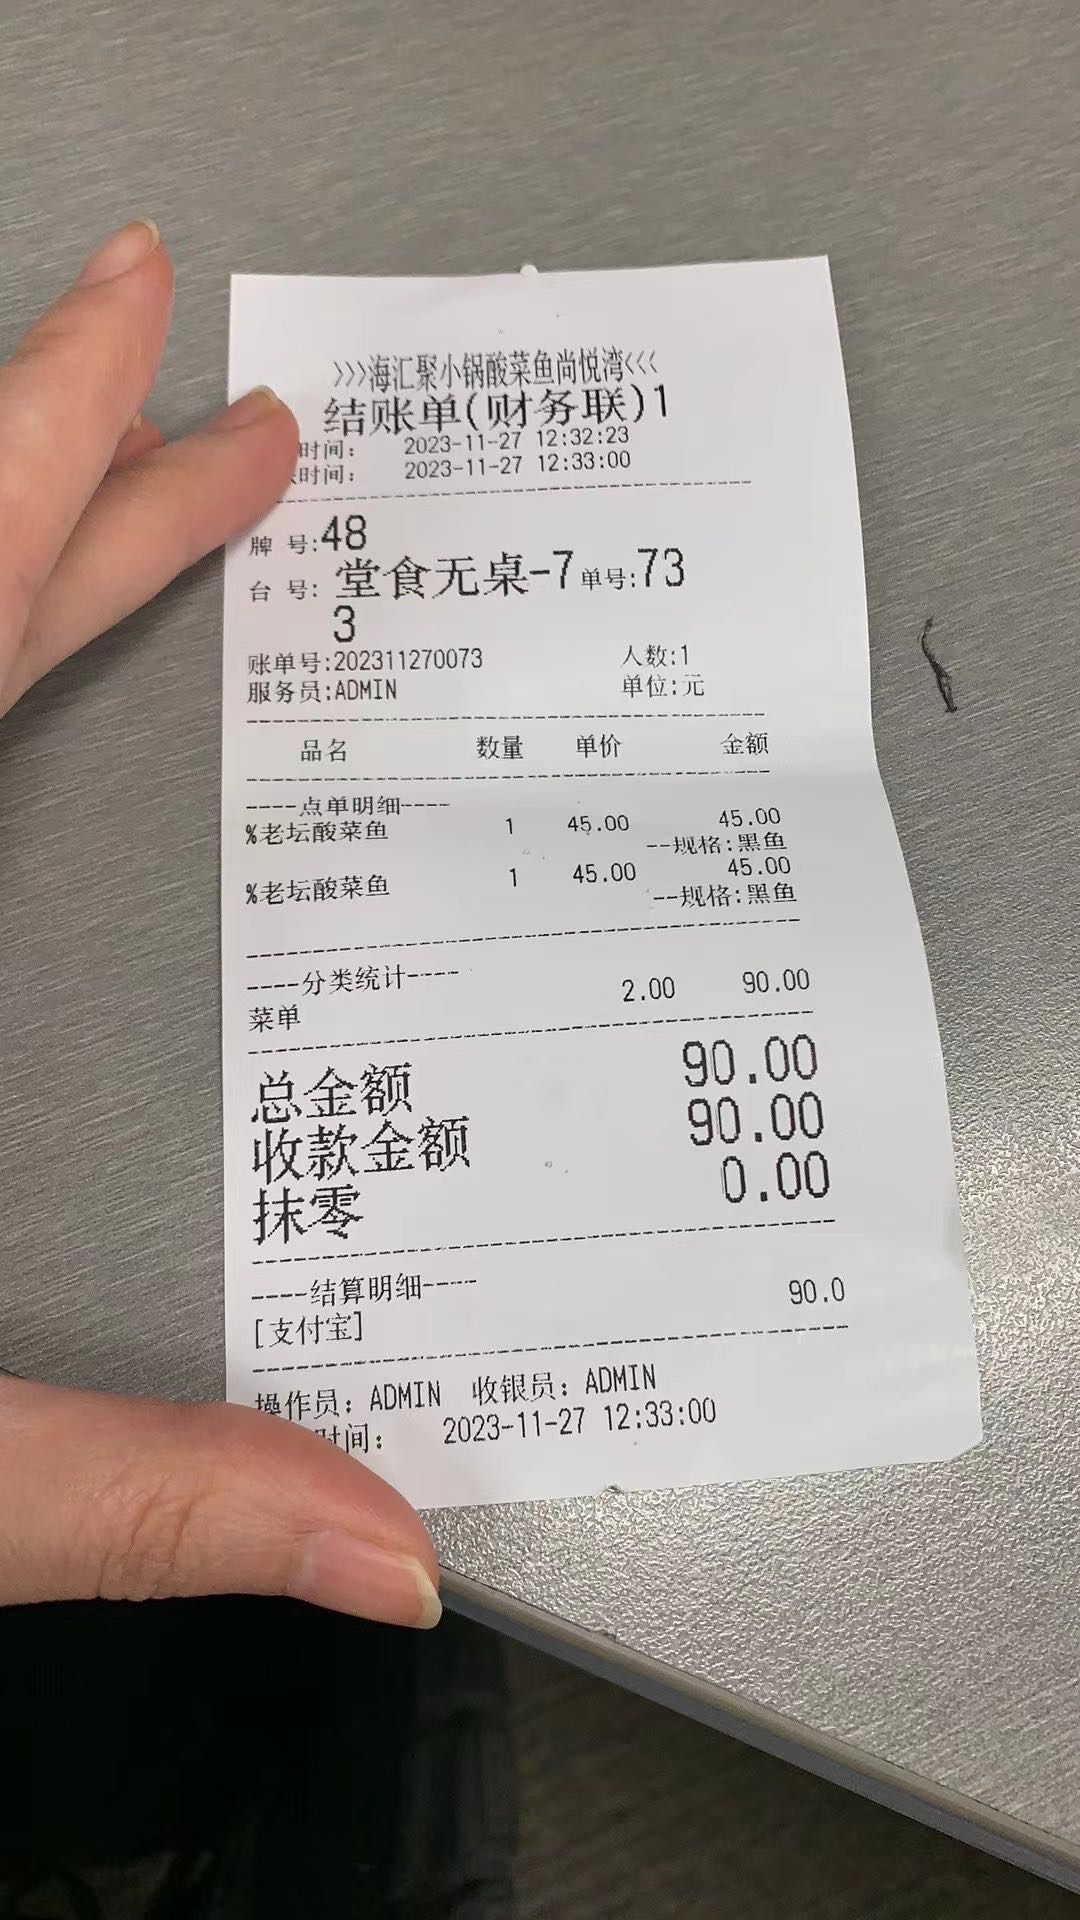 >>>海汇聚小锅酸菜鱼尚悦湾<<<
结账单(财务联)1
时间: 2023-11-27 12:32:23
时间: 2023-11-27 12:33:00
牌 号:48
台 号: 堂食无桌-7 单号:73
3
账单号:202311270073 人数:1
服务员:ADMIN 单位:元
品名 数量 单价 金额
----点单明细----
%老坛酸菜鱼 1 45.00 45.00
--规格:黑鱼
%老坛酸菜鱼 1 45.00 45.00
--规格:黑鱼
----分类统计----
菜单 2.00 90.00
总金额 90.00
收款金额 90.00
抹零 0.00
----结算明细----
[支付宝] 90.0
操作员: ADMIN 收银员: ADMIN
时间: 2023-11-27 12:33:00